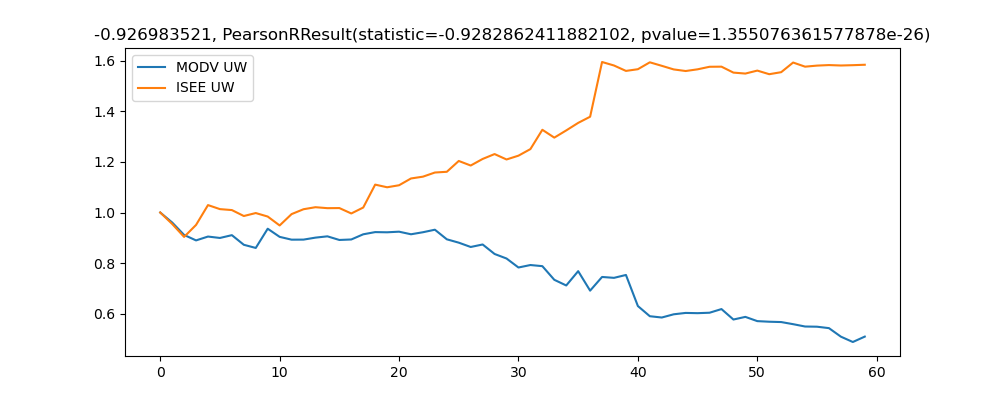 -0.926983521, PearsonRResult(statistic=-0.9282862411882102, pvalue=1.355076361577878e-26)
MODV UW
ISEE UW
1.6
1.4
1.2
1.0
0.8
0.6
0 10 20 30 40 50 60